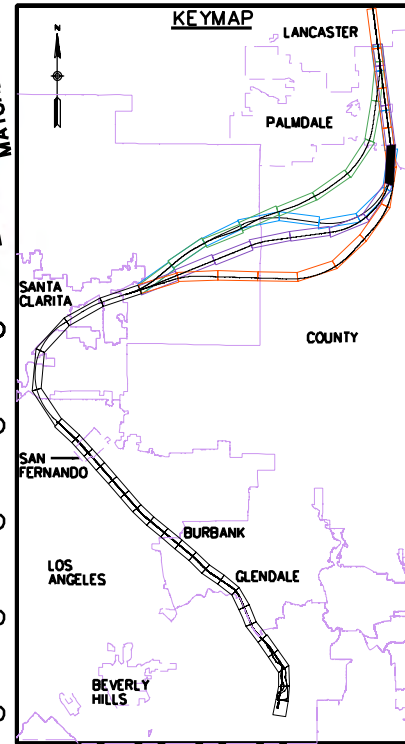 KEYMAP
N
LANCASTER
PALMDALE
SANTA
CLARITA
COUNTY
SAN
FERNANDO
BURBANK
LOS
ANGELES
GLENDALE
BEVERLY
HILLS